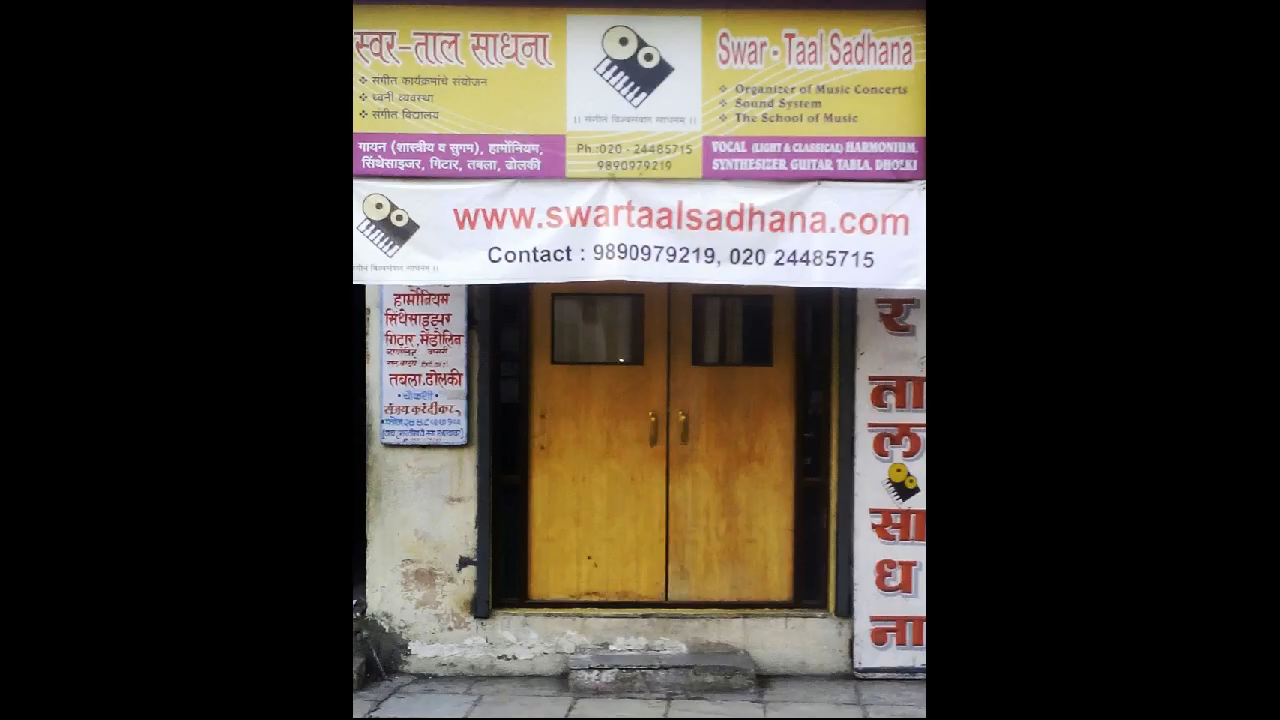 स्वर-ताल साधना
❖ संगीत कार्यक्रमांचे संयोजन
❖ ध्वनी व्यवस्था
❖ संगीत विद्यालय
गायन (शास्त्रीय व सुगम), हार्मोनियम,
सिंथेसाइजर, गिटार, तबला, ढोलकी
।। संगीत विश्वसंवाद साधनम् ।।
Ph.:020 - 24485715
9890979219
Swar - Taal Sadhana
❖ Organizer of Music Concerts
❖ Sound System
❖ The School of Music
VOCAL (LIGHT & CLASSICAL) HARMONIUM,
SYNTHESIZER, GUITAR, TABLA, DHOLKI
www.swartaalsadhana.com
Contact : 9890979219, 020 24485715
हार्मोनियम
सिंथेसाइझर
गिटार,मेंडोलिन
तबला.ढोलकी
र
ता
ल
सा
ध
ना